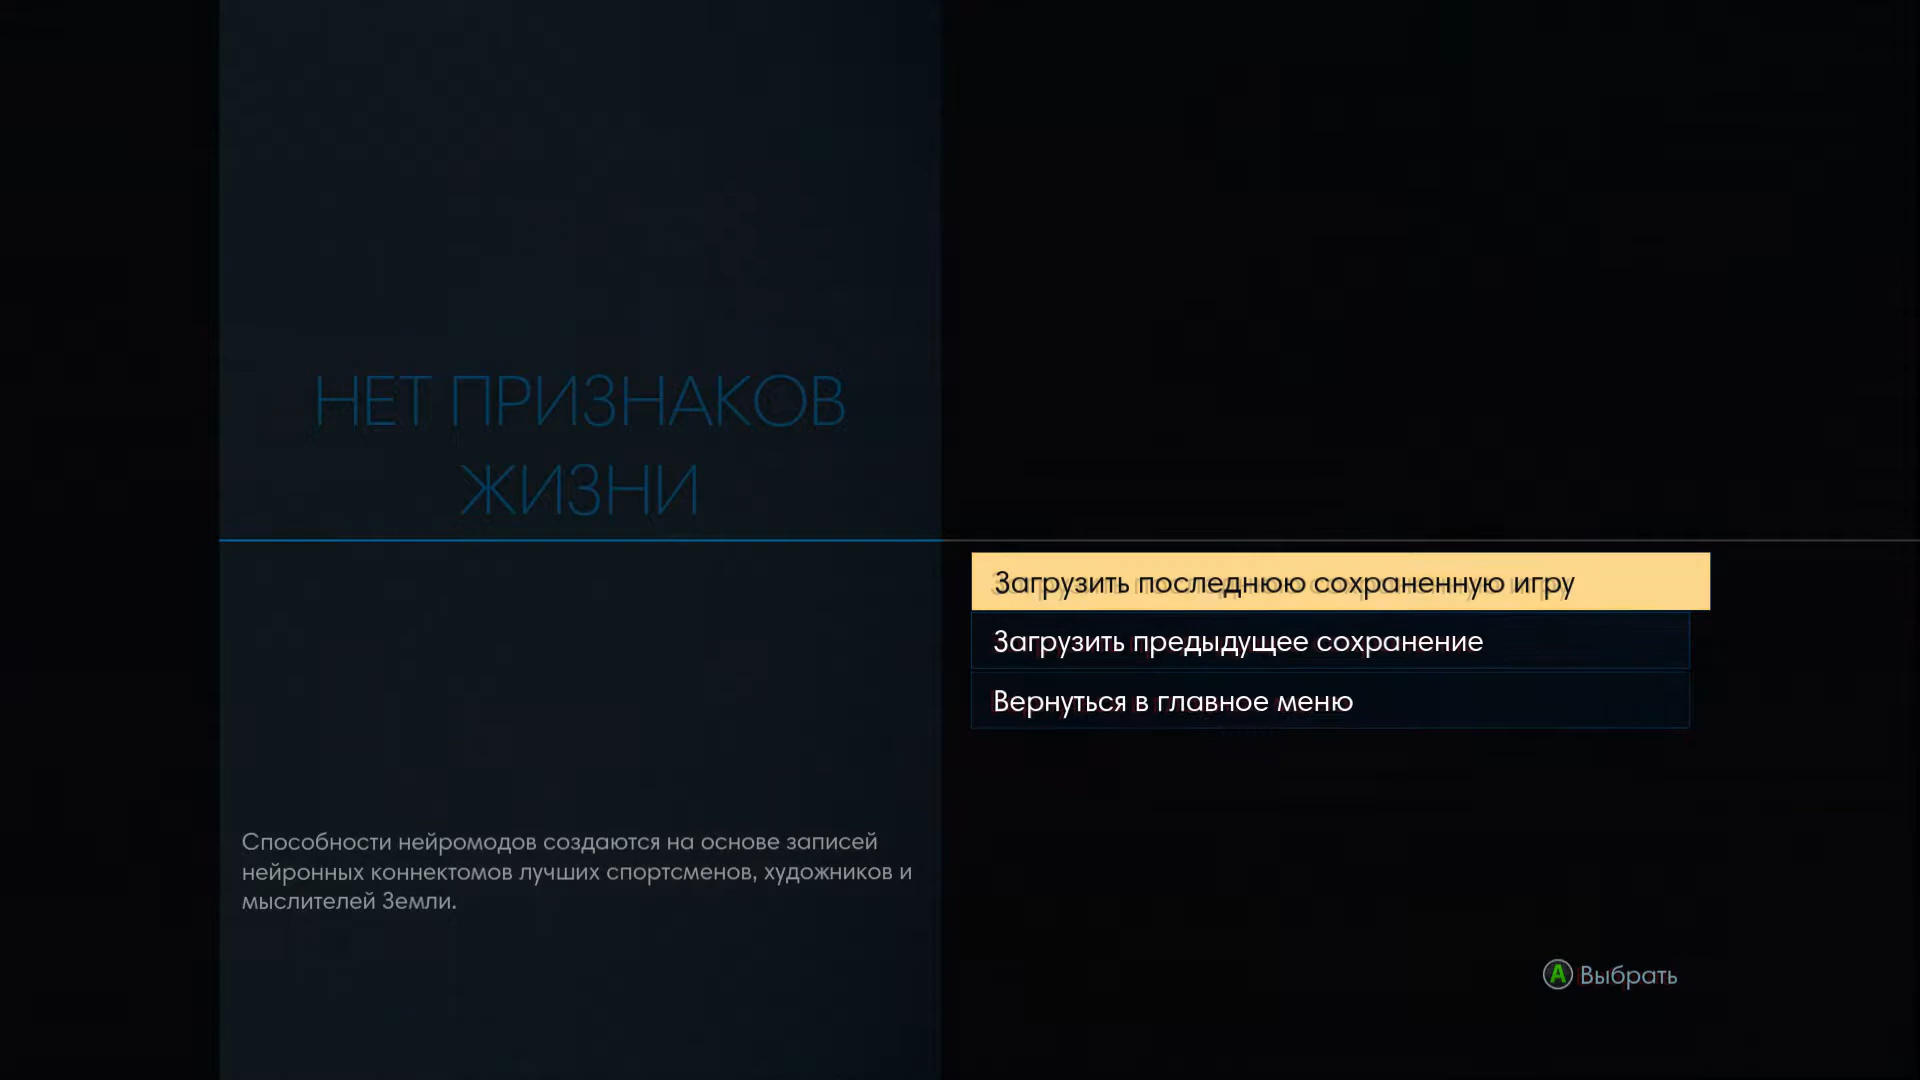 НЕТ ПРИЗНАКОВ
ЖИЗНИ
Загрузить последнюю сохраненную игру
Загрузить предыдущее сохранение
Вернуться в главное меню
Способности нейромодов создаются на основе записей
нейронных коннектомов лучших спортсменов, художников и
мыслителей Земли.
A Выбрать